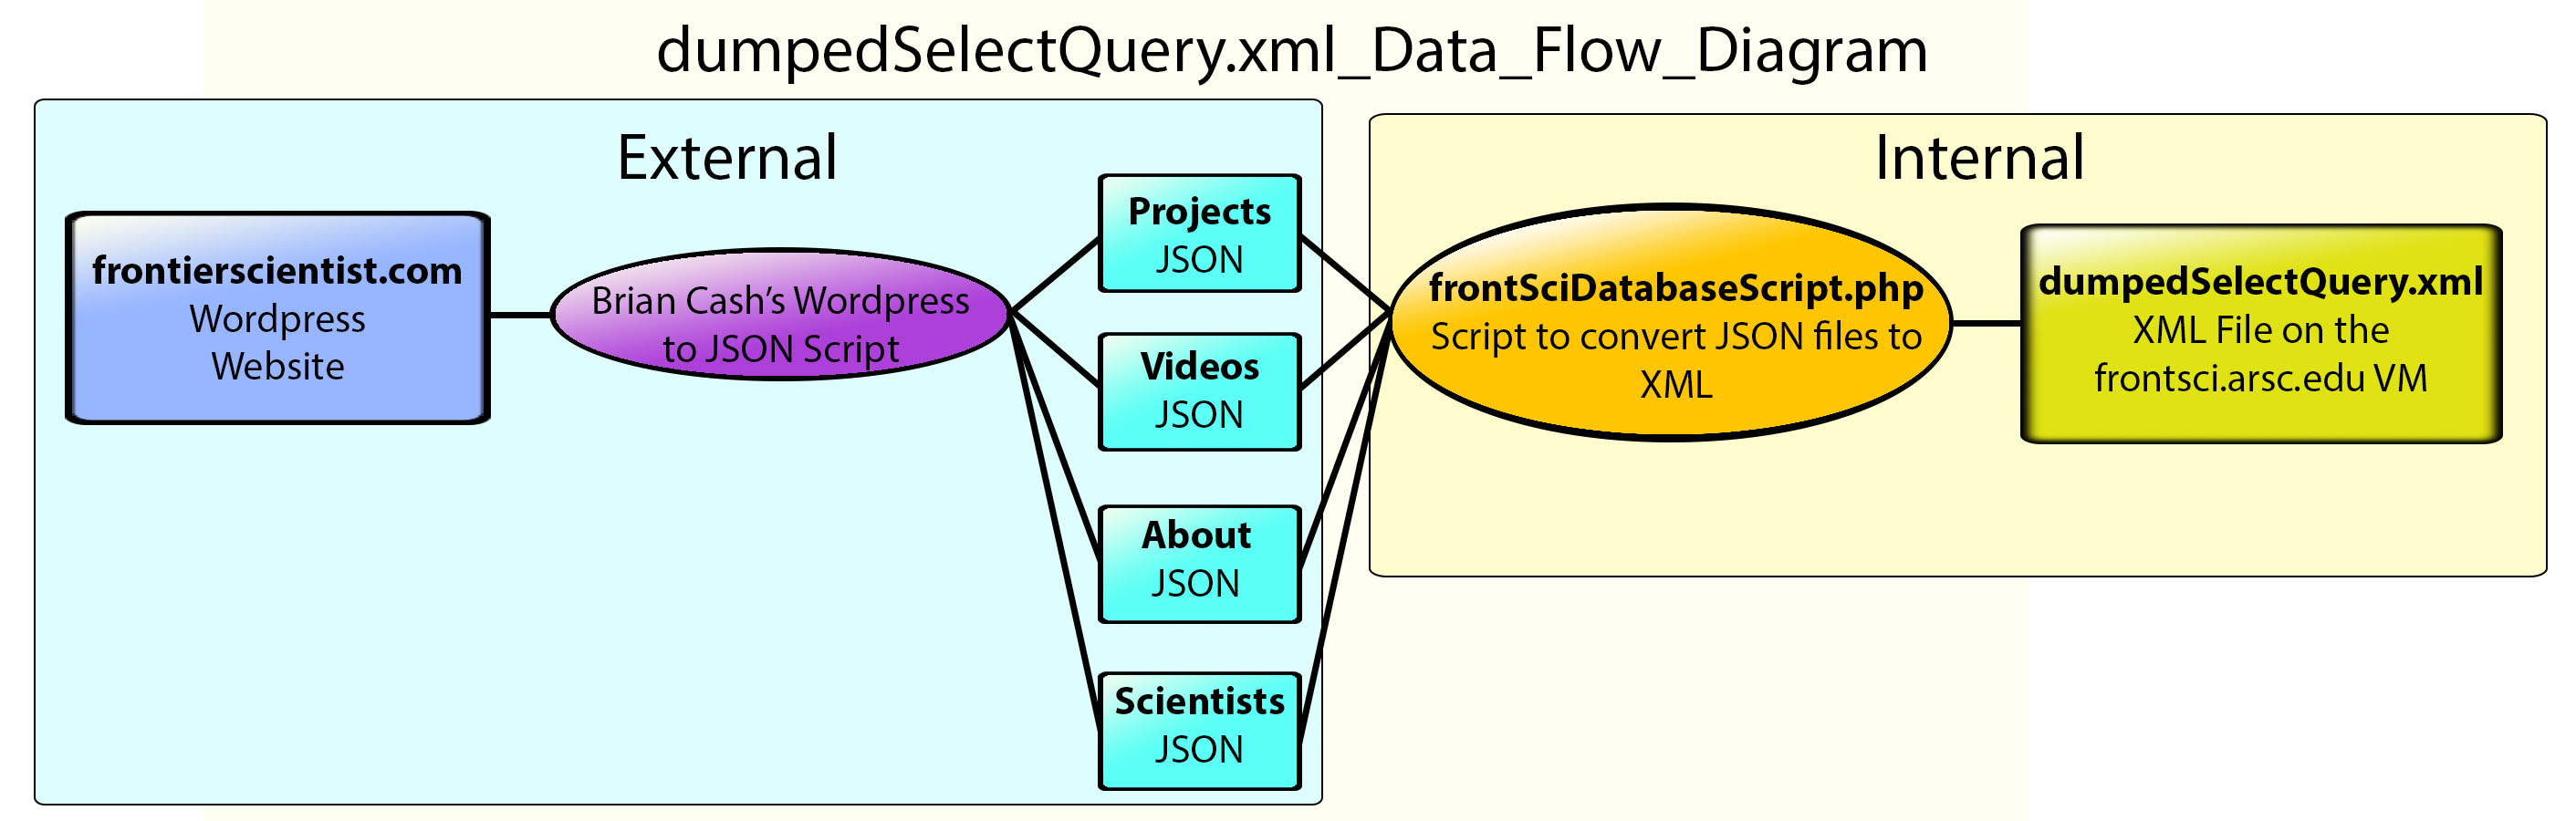 dumpedSelectQuery.xml_Data_Flow_Diagram
External
frontierscientist.com
Wordpress
Website
Brian Cash's Wordpress
to JSON Script
Projects
JSON
Videos
JSON
About
JSON
Scientists
JSON
Internal
frontSciDatabaseScript.php
Script to convert JSON files to
XML
dumpedSelectQuery.xml
XML File on the
frontsci.arsc.edu VM